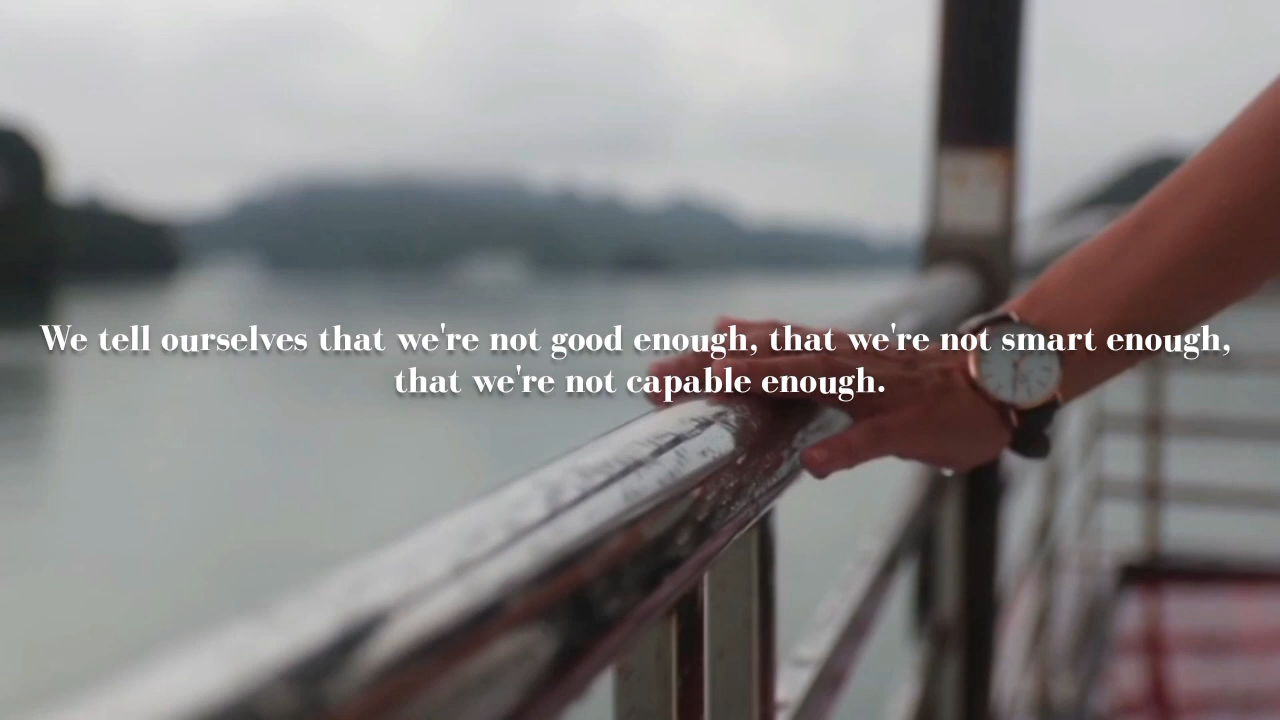 We tell ourselves that we're not good enough, that we're not smart enough,
that we're not capable enough.